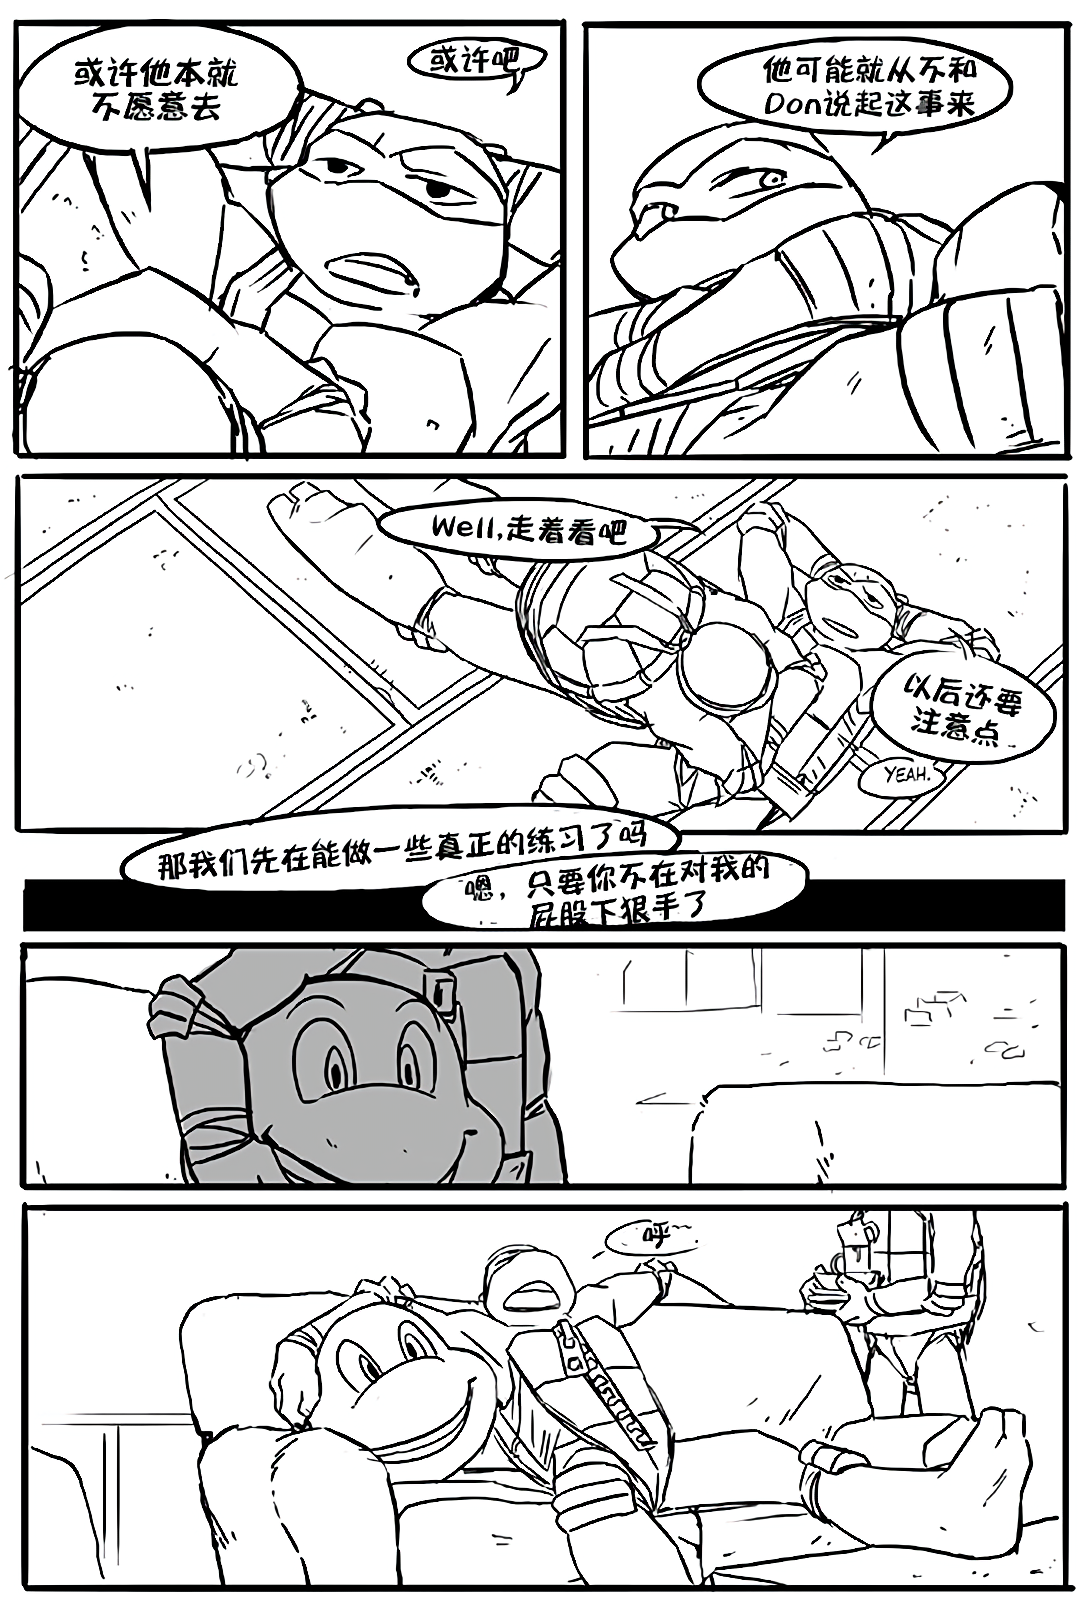 或许他本就
不愿意去
或许吧
他可能就从不和
Don说起这事来
Well,走着看吧
以后还要
注意点
YEAH.
那我们先在能做一些真正的练习了吗
嗯，只要你不在对我的
屁股下狠手了
呼~~